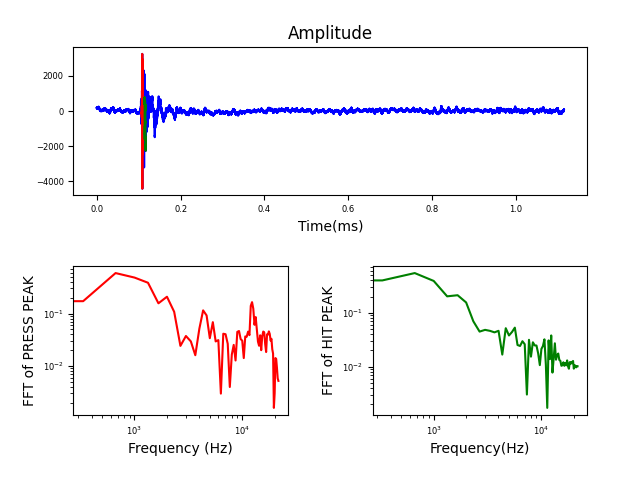 Amplitude
2000
0
−2000
−4000
0.0 0.2 0.4 0.6 0.8 1.0
Time(ms)
FFT of PRESS PEAK
10⁻¹
10⁻²
10³ 10⁴
Frequency (Hz)
FFT of HIT PEAK
10⁻¹
10⁻²
10³ 10⁴
Frequency(Hz)